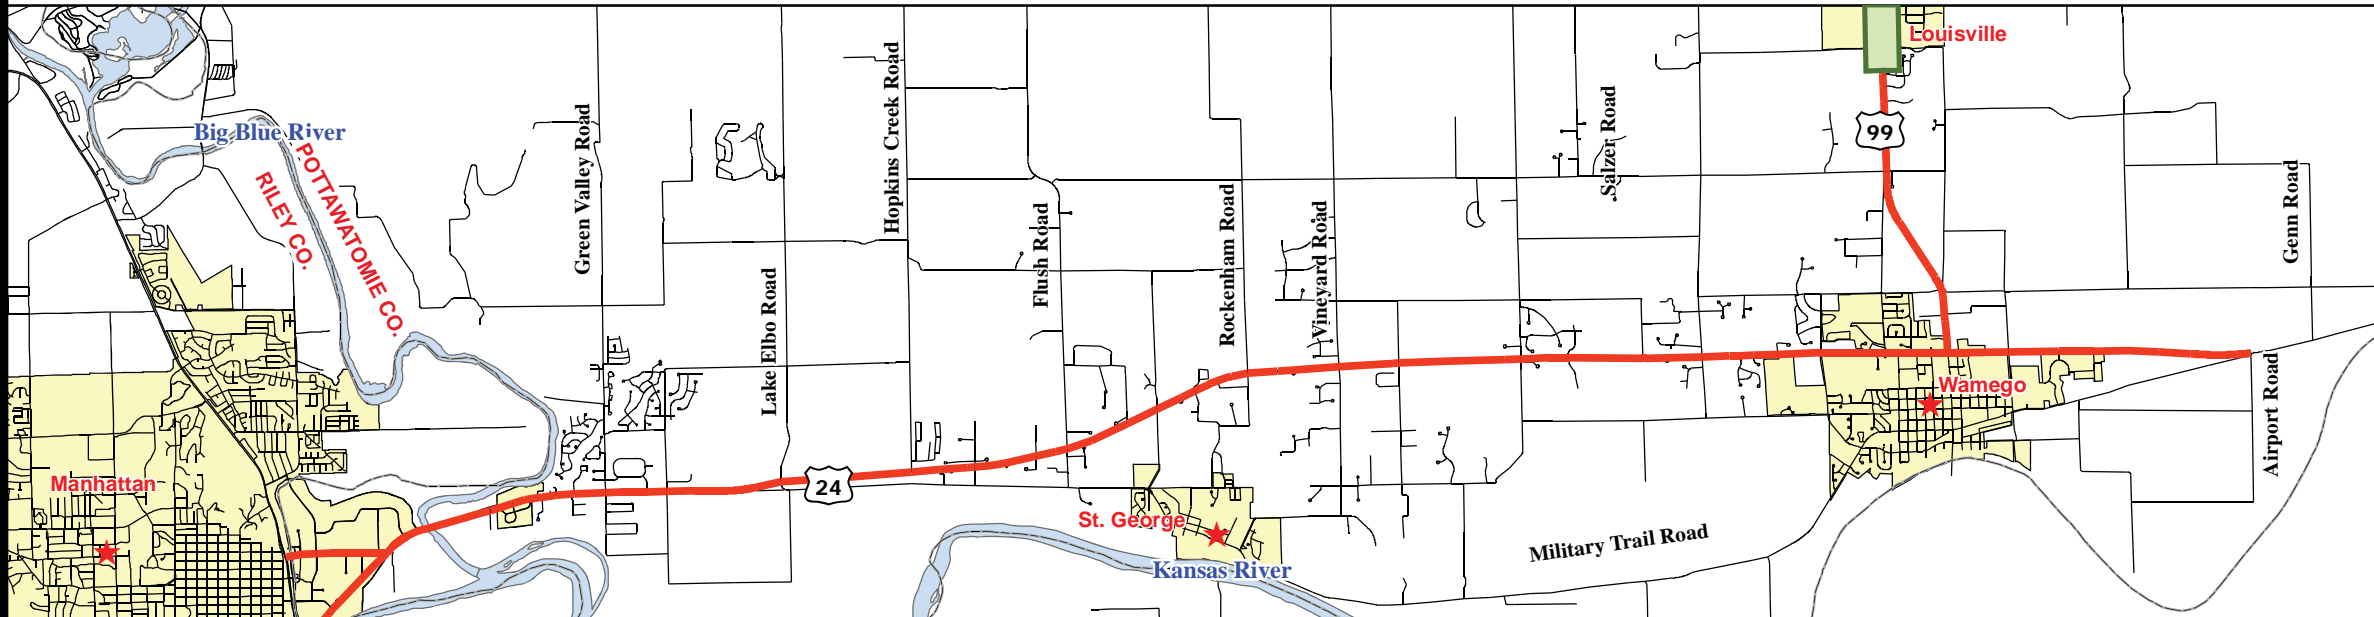 Louisville
99
Big Blue River
POTTAWATOMIE CO.
RILEY CO.
Green Valley Road
Hopkins Creek Road
Salzer Road
Genn Road
Flush Road
Rockenham Road
Vineyard Road
Lake Elbo Road
Wamego
Airport Road
Manhattan
24
St. George
Military Trail Road
Kansas River